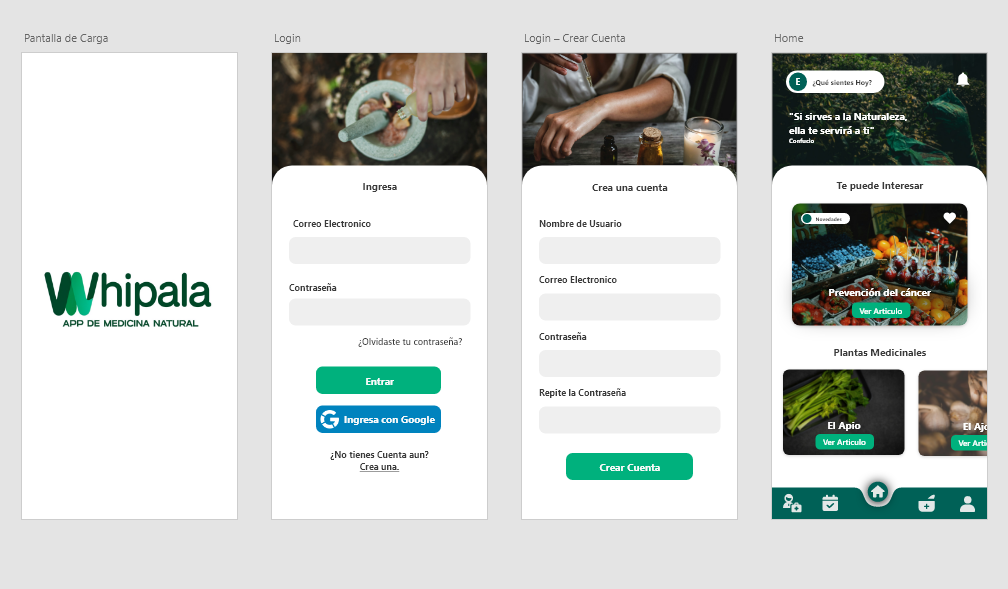 Pantalla de Carga
Whipala
APP DE MEDICINA NATURAL
Login
Ingresa
Correo Electronico
Contraseña
¿Olvidaste tu contraseña?
Entrar
Ingresa con Google
¿No tienes Cuenta aun?
Crea una.
Login – Crear Cuenta
Crea una cuenta
Nombre de Usuario
Correo Electronico
Contraseña
Repite la Contraseña
Crear Cuenta
Home
E ¿Qué sientes Hoy?
"Si sirves a la Naturaleza,
ella te servirá a ti"
Confucio
Te puede Interesar
Novedades
Prevención del cáncer
Ver Articulo
Plantas Medicinales
El Apio
Ver Articulo
El Ajo
Ver Arti